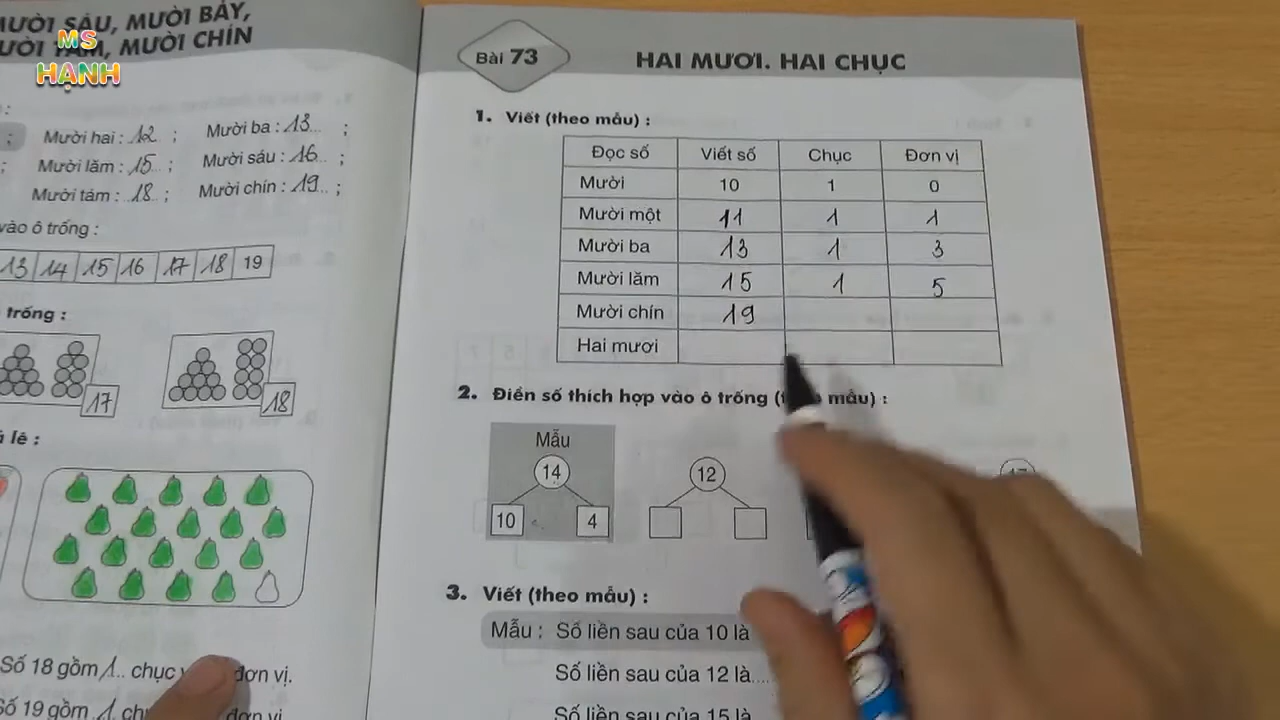 MƯỜI SÁU, MƯỜI BẢY,
MƯỜI TÁM, MƯỜI CHÍN
MS
HẠNH
Mười hai : 12 ; Mười ba : 13 ;
; Mười lăm : 15 ; Mười sáu : 16 ;
Mười tám : 18 ; Mười chín : 19 ;
vào ô trống :
13 14 15 16 17 18 19
trống :
17 18
lê :
Số 18 gồm 1 chục đơn vị.
Số 19 gồm 1 đơn vị
Bài 73 HAI MƯƠI. HAI CHỤC
1. Viết (theo mẫu) :
Đọc số Viết số Chục Đơn vị
Mười 10 1 0
Mười một 11 1 1
Mười ba 13 1 3
Mười lăm 15 1 5
Mười chín 19
Hai mươi
2. Điền số thích hợp vào ô trống (theo mẫu) :
Mẫu
14 12
10 4
3. Viết (theo mẫu) :
Mẫu : Số liền sau của 10 là
Số liền sau của 12 là....
Số liền sau của 15 là